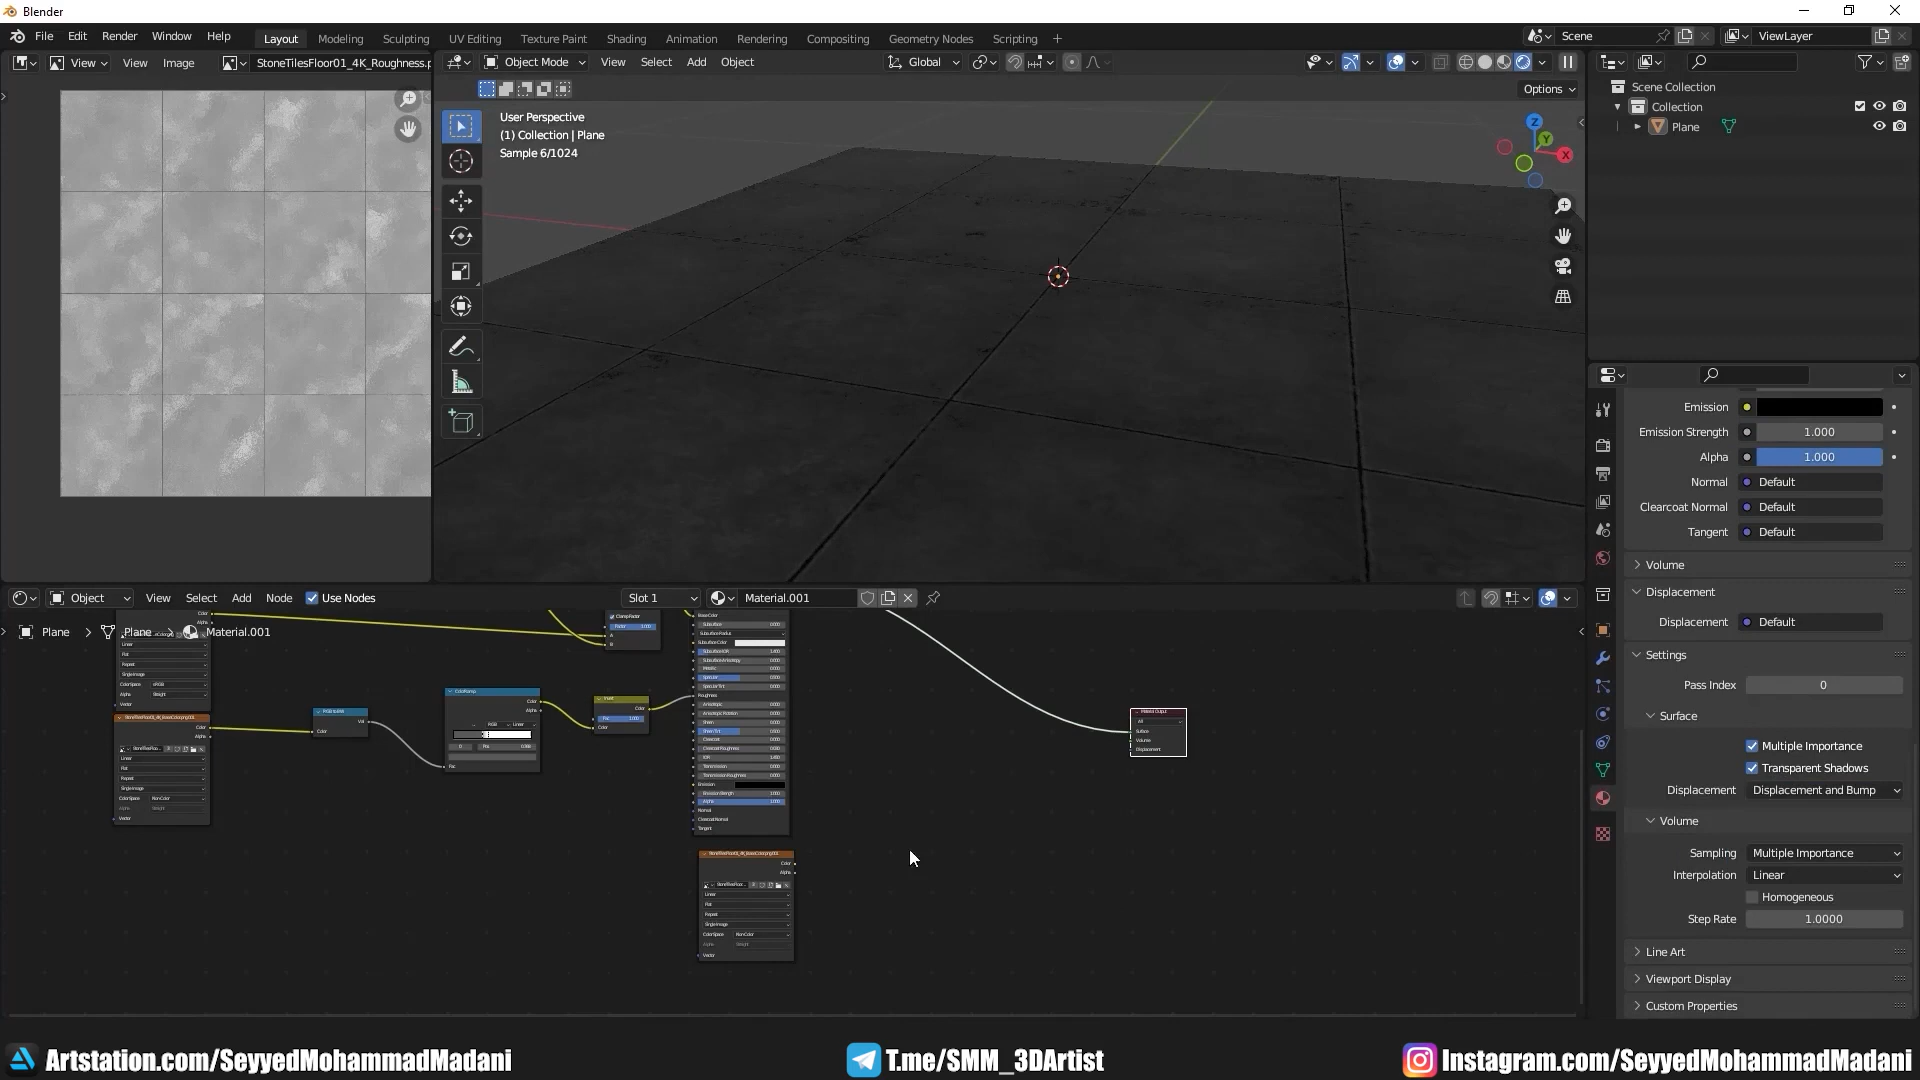 Blender
File Edit Render Window Help
Layout Modeling Sculpting UV Editing Texture Paint Shading Animation Rendering Compositing Geometry Nodes Scripting +
Scene
ViewLayer
View View Image StoneTilesFloor01_4K_Roughness.p
Object Mode View Select Add Object
Global
Options
User Perspective
(1) Collection | Plane
Sample 6/1024
Z
Y
X
Scene Collection
Collection
Plane
Emission
Emission Strength 1.000
Alpha 1.000
Normal Default
Clearcoat Normal Default
Tangent Default
Volume
Displacement
Displacement Default
Settings
Pass Index 0
Surface
Multiple Importance
Transparent Shadows
Displacement Displacement and Bump
Volume
Sampling Multiple Importance
Interpolation Linear
Homogeneous
Step Rate 1.0000
Line Art
Viewport Display
Custom Properties
Object View Select Add Node Use Nodes
Slot 1 Material.001
Plane Plane Material.001
Artstation.com/SeyyedMohammadMadani
T.me/SMM_3DArtist
Instagram.com/SeyyedMohammadMadani